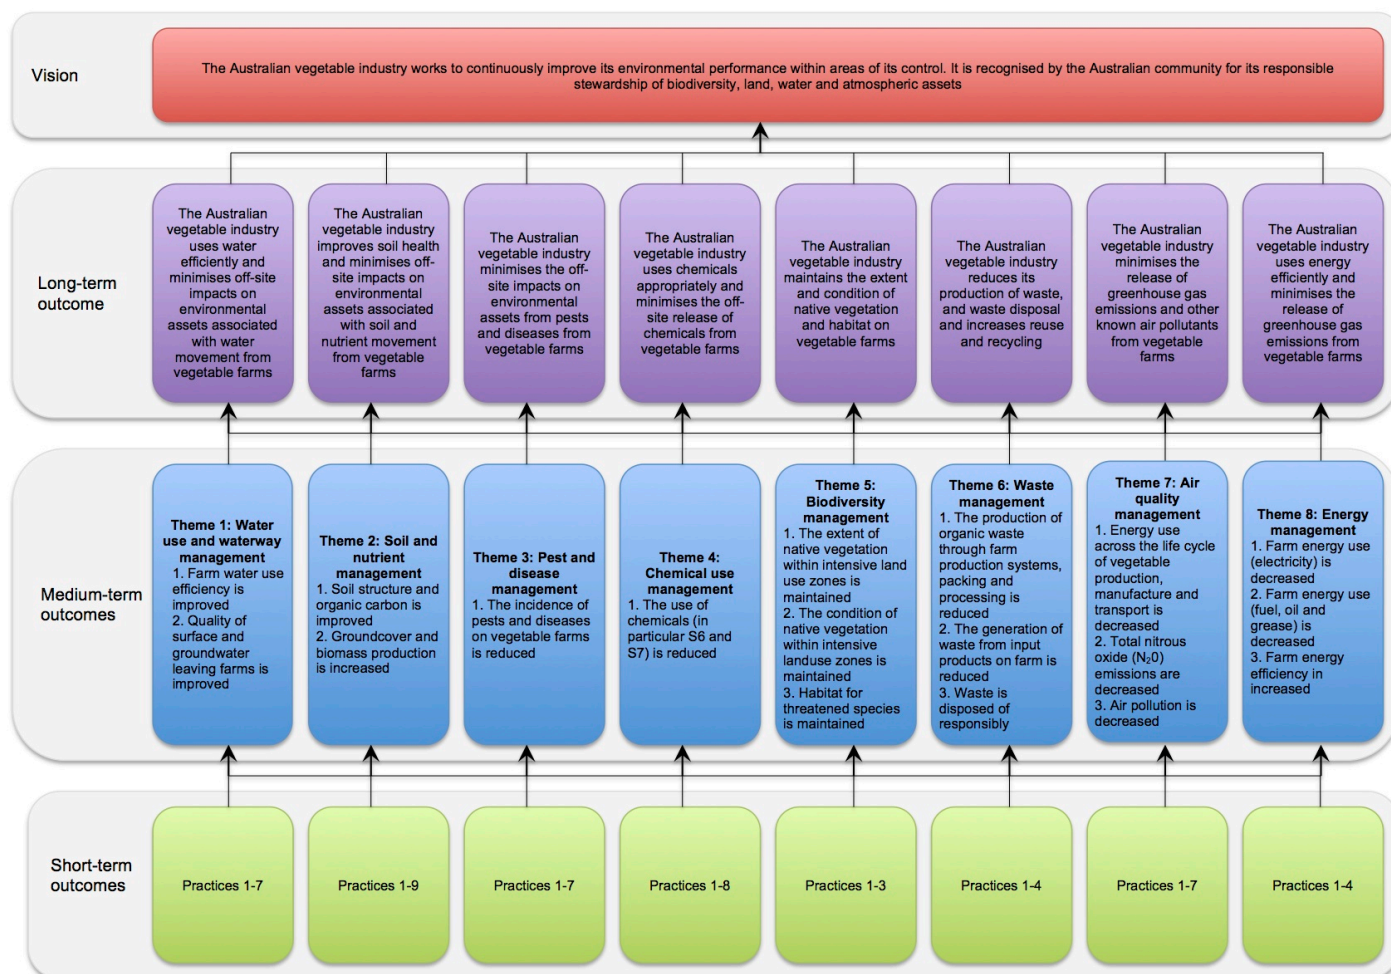 Vision
The Australian vegetable industry works to continuously improve its environmental performance within areas of its control. It is recognised by the Australian community for its responsible
stewardship of biodiversity, land, water and atmospheric assets
Long-term
outcome
The Australian
vegetable industry
uses water
efficiently and
minimises off-site
impacts on
environmental
assets associated
with water
movement from
vegetable farms
The Australian
vegetable industry
improves soil health
and minimises off-
site impacts on
environmental
assets associated
with soil and
nutrient movement
from vegetable
farms
The Australian
vegetable industry
minimises the off-
site impacts on
environmental
assets from pests
and diseases from
vegetable farms
The Australian
vegetable industry
uses chemicals
appropriately and
minimises the off-
site release of
chemicals from
vegetable farms
The Australian
vegetable industry
maintains the extent
and condition of
native vegetation
and habitat on
vegetable farms
The Australian
vegetable industry
reduces its
production of waste,
and waste disposal
and increases reuse
and recycling
The Australian
vegetable industry
minimises the
release of
greenhouse gas
emissions and other
known air pollutants
from vegetable
farms
The Australian
vegetable industry
uses energy
efficiently and
minimises the
release of
greenhouse gas
emissions from
vegetable farms
Medium-term
outcomes
Theme 1: Water
use and waterway
management
1. Farm water use
efficiency is
improved
2. Quality of
surface and
groundwater
leaving farms is
improved
Theme 2: Soil and
nutrient
management
1. Soil structure and
organic carbon is
improved
2. Groundcover and
biomass production
is increased
Theme 3: Pest and
disease
management
1. The incidence of
pests and diseases
on vegetable farms
is reduced
Theme 4:
Chemical use
management
1. The use of
chemicals (in
particular S6 and
S7) is reduced
Theme 5:
Biodiversity
management
1. The extent of
native vegetation
within intensive land
use zones is
maintained
2. The condition of
native vegetation
within intensive
landuse zones is
maintained
3. Habitat for
threatened species
is maintained
Theme 6: Waste
management
1. The production of
organic waste
through farm
production systems,
packing and
processing is
reduced
2. The generation of
waste from input
products on farm is
reduced
3. Waste is
disposed of
responsibly
Theme 7: Air
quality
management
1. Energy use
across the life cycle
of vegetable
production,
manufacture and
transport is
decreased
2. Total nitrous
oxide (N₂0)
emissions are
decreased
3. Air pollution is
decreased
Theme 8: Energy
management
1. Farm energy use
(electricity) is
decreased
2. Farm energy use
(fuel, oil and
grease) is
decreased
3. Farm energy
efficiency in
increased
Short-term
outcomes
Practices 1-7
Practices 1-9
Practices 1-7
Practices 1-8
Practices 1-3
Practices 1-4
Practices 1-7
Practices 1-4